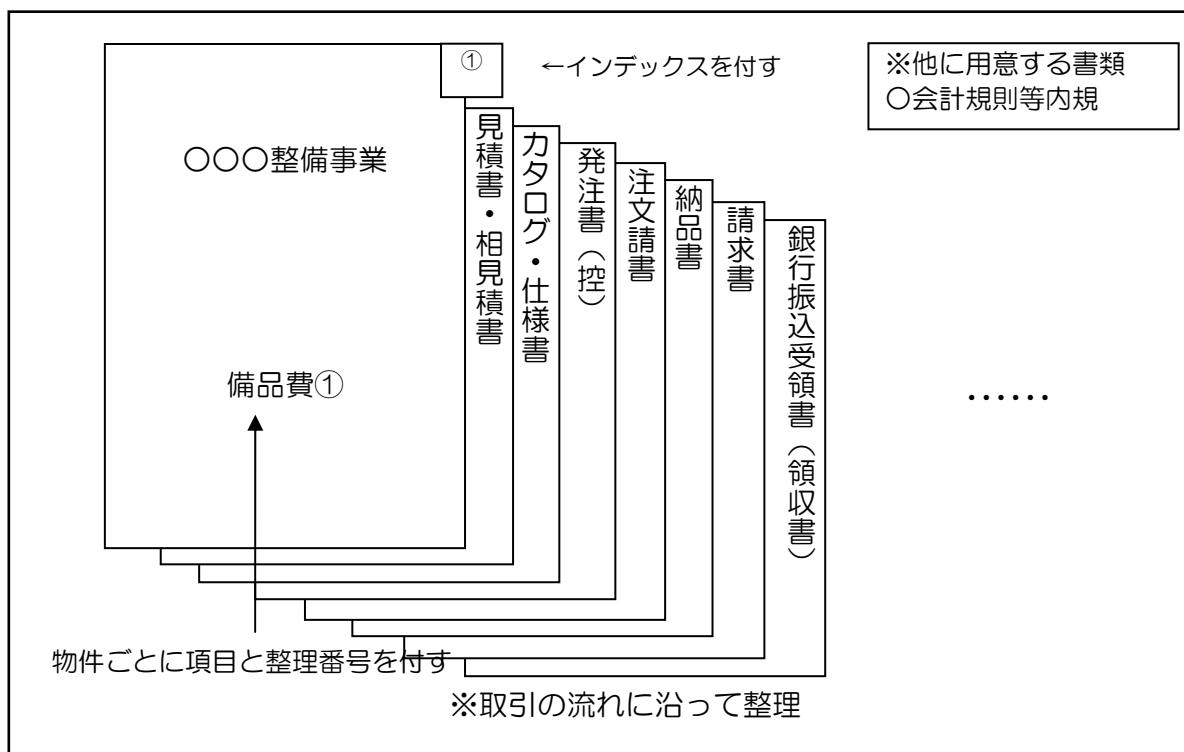 ①
←インデックスを付す
※他に用意する書類
○会計規則等内規
○○○整備事業
備品費①
見積書・相見積書
カタログ・仕様書
発注書（控）
注文請書
納品書
請求書
銀行振込受領書（領収書）
……
物件ごとに項目と整理番号を付す
※取引の流れに沿って整理